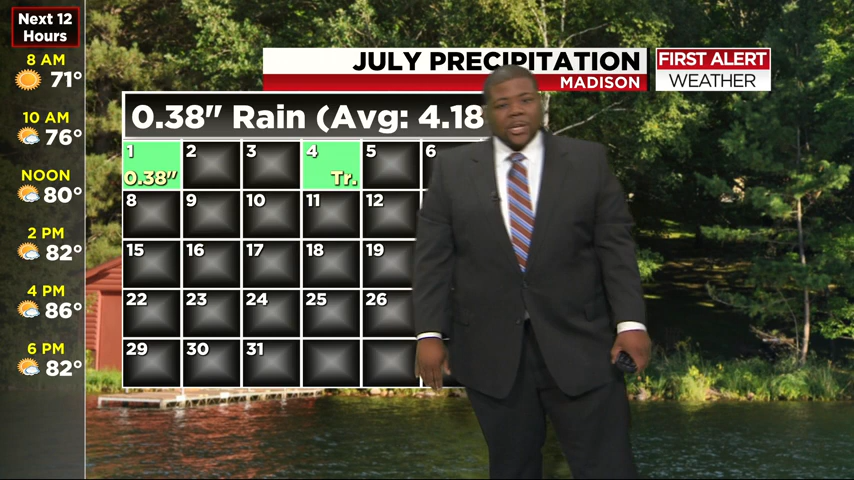 Next 12
Hours
8 AM
71°
10 AM
76°
NOON
80°
2 PM
82°
4 PM
86°
6 PM
82°
JULY PRECIPITATION
MADISON
FIRST ALERT
WEATHER
0.38" Rain (Avg: 4.18
1 2 3 4 5 6
0.38" Tr.
8 9 10 11 12
15 16 17 18 19
22 23 24 25 26
29 30 31